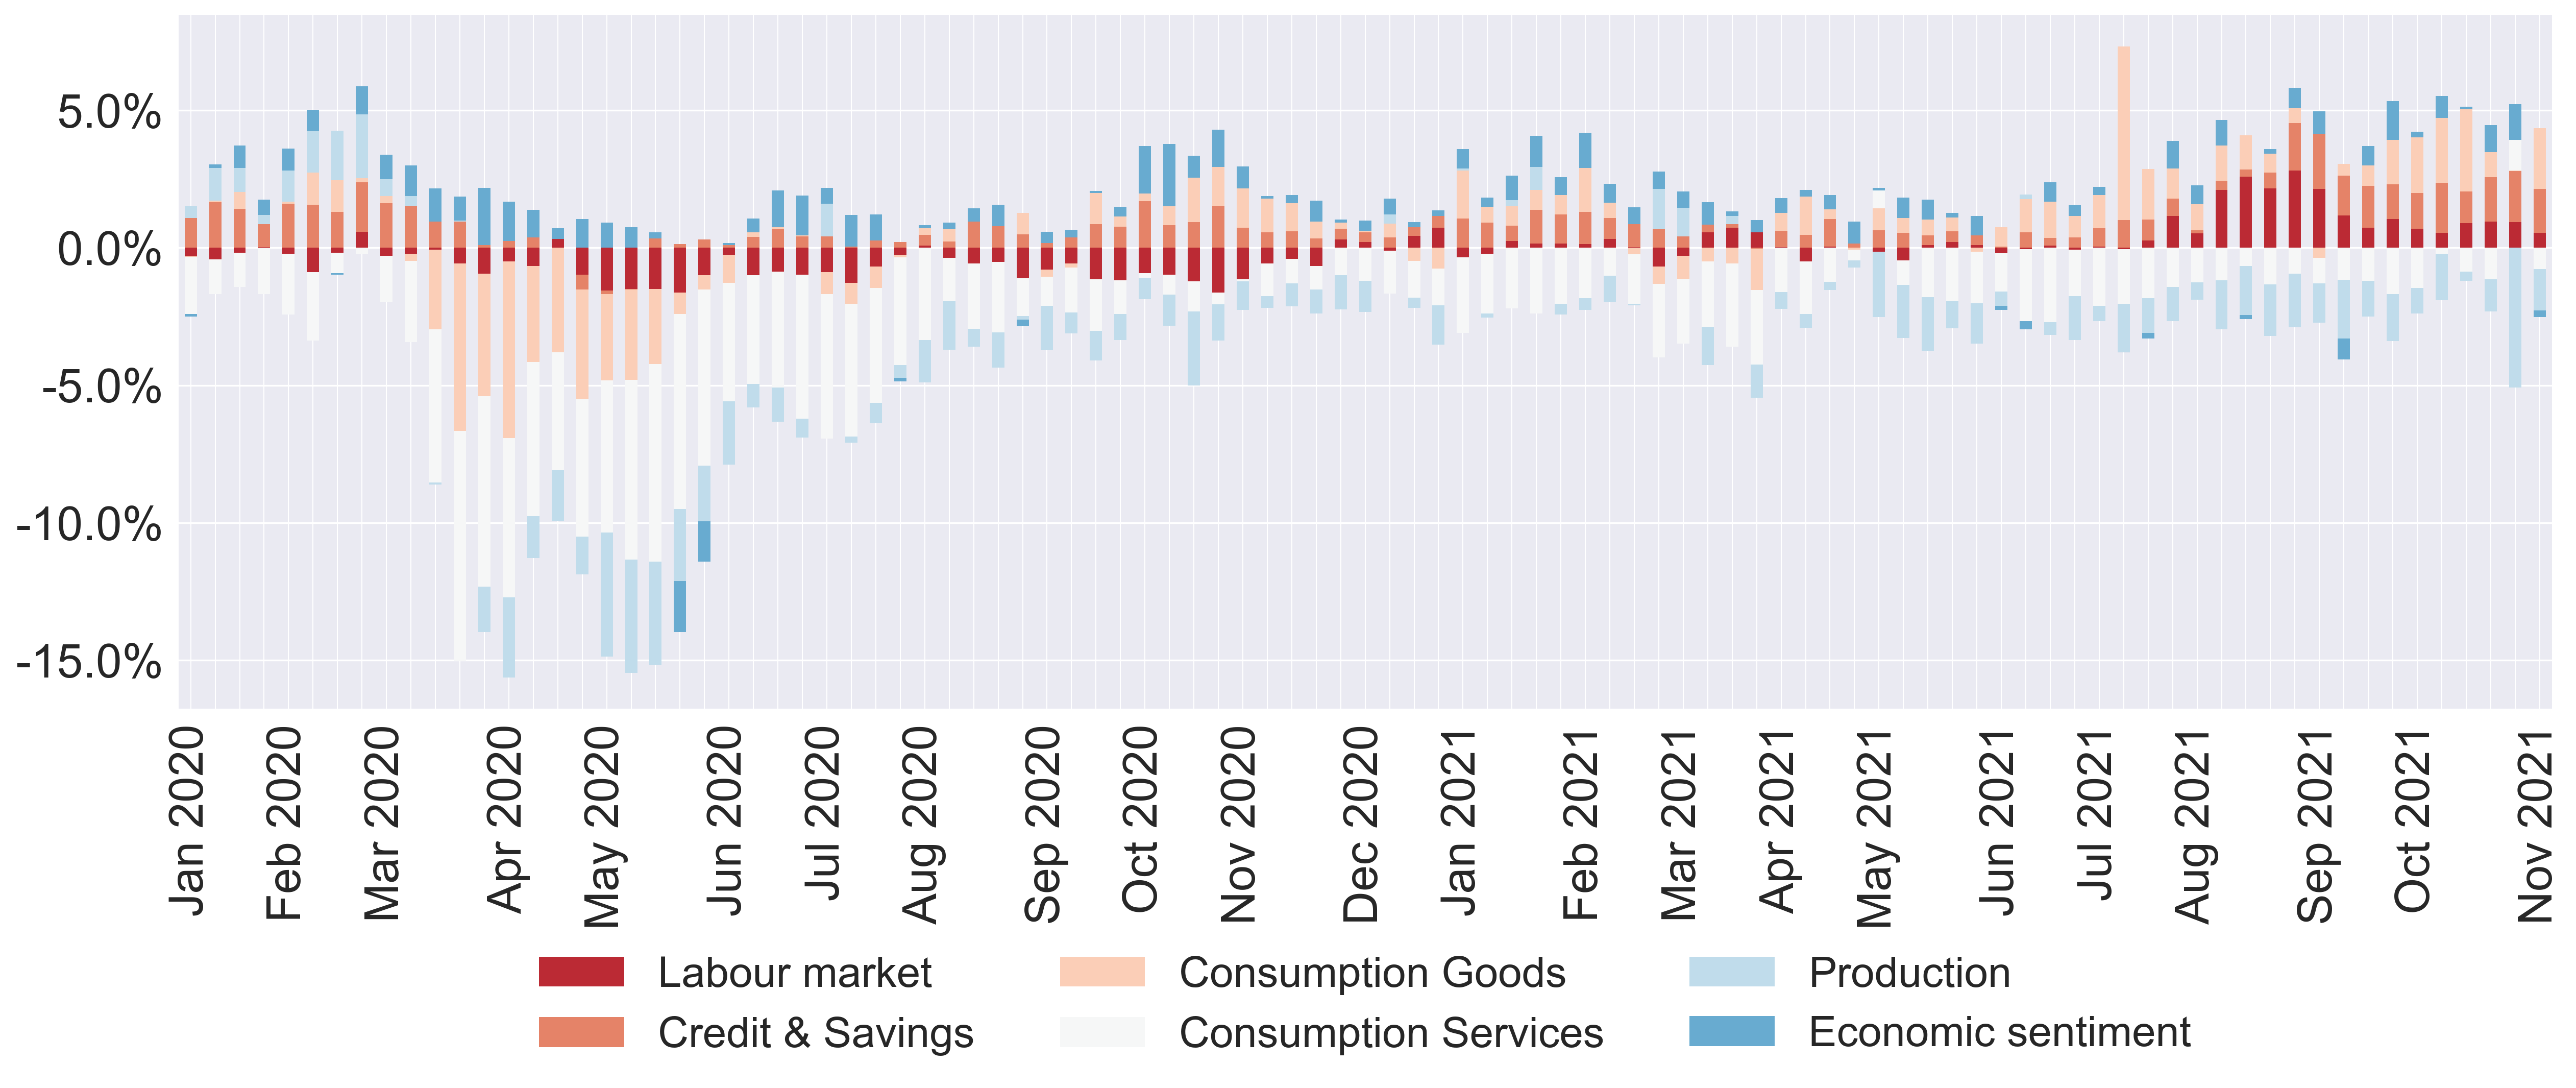 5.0%
0.0%
-5.0%
-10.0%
-15.0%
Jan 2020
Feb 2020
Mar 2020
Apr 2020
May 2020
Jun 2020
Jul 2020
Aug 2020
Sep 2020
Oct 2020
Nov 2020
Dec 2020
Jan 2021
Feb 2021
Mar 2021
Apr 2021
May 2021
Jun 2021
Jul 2021
Aug 2021
Sep 2021
Oct 2021
Nov 2021
Labour market
Consumption Goods
Production
Credit & Savings
Consumption Services
Economic sentiment